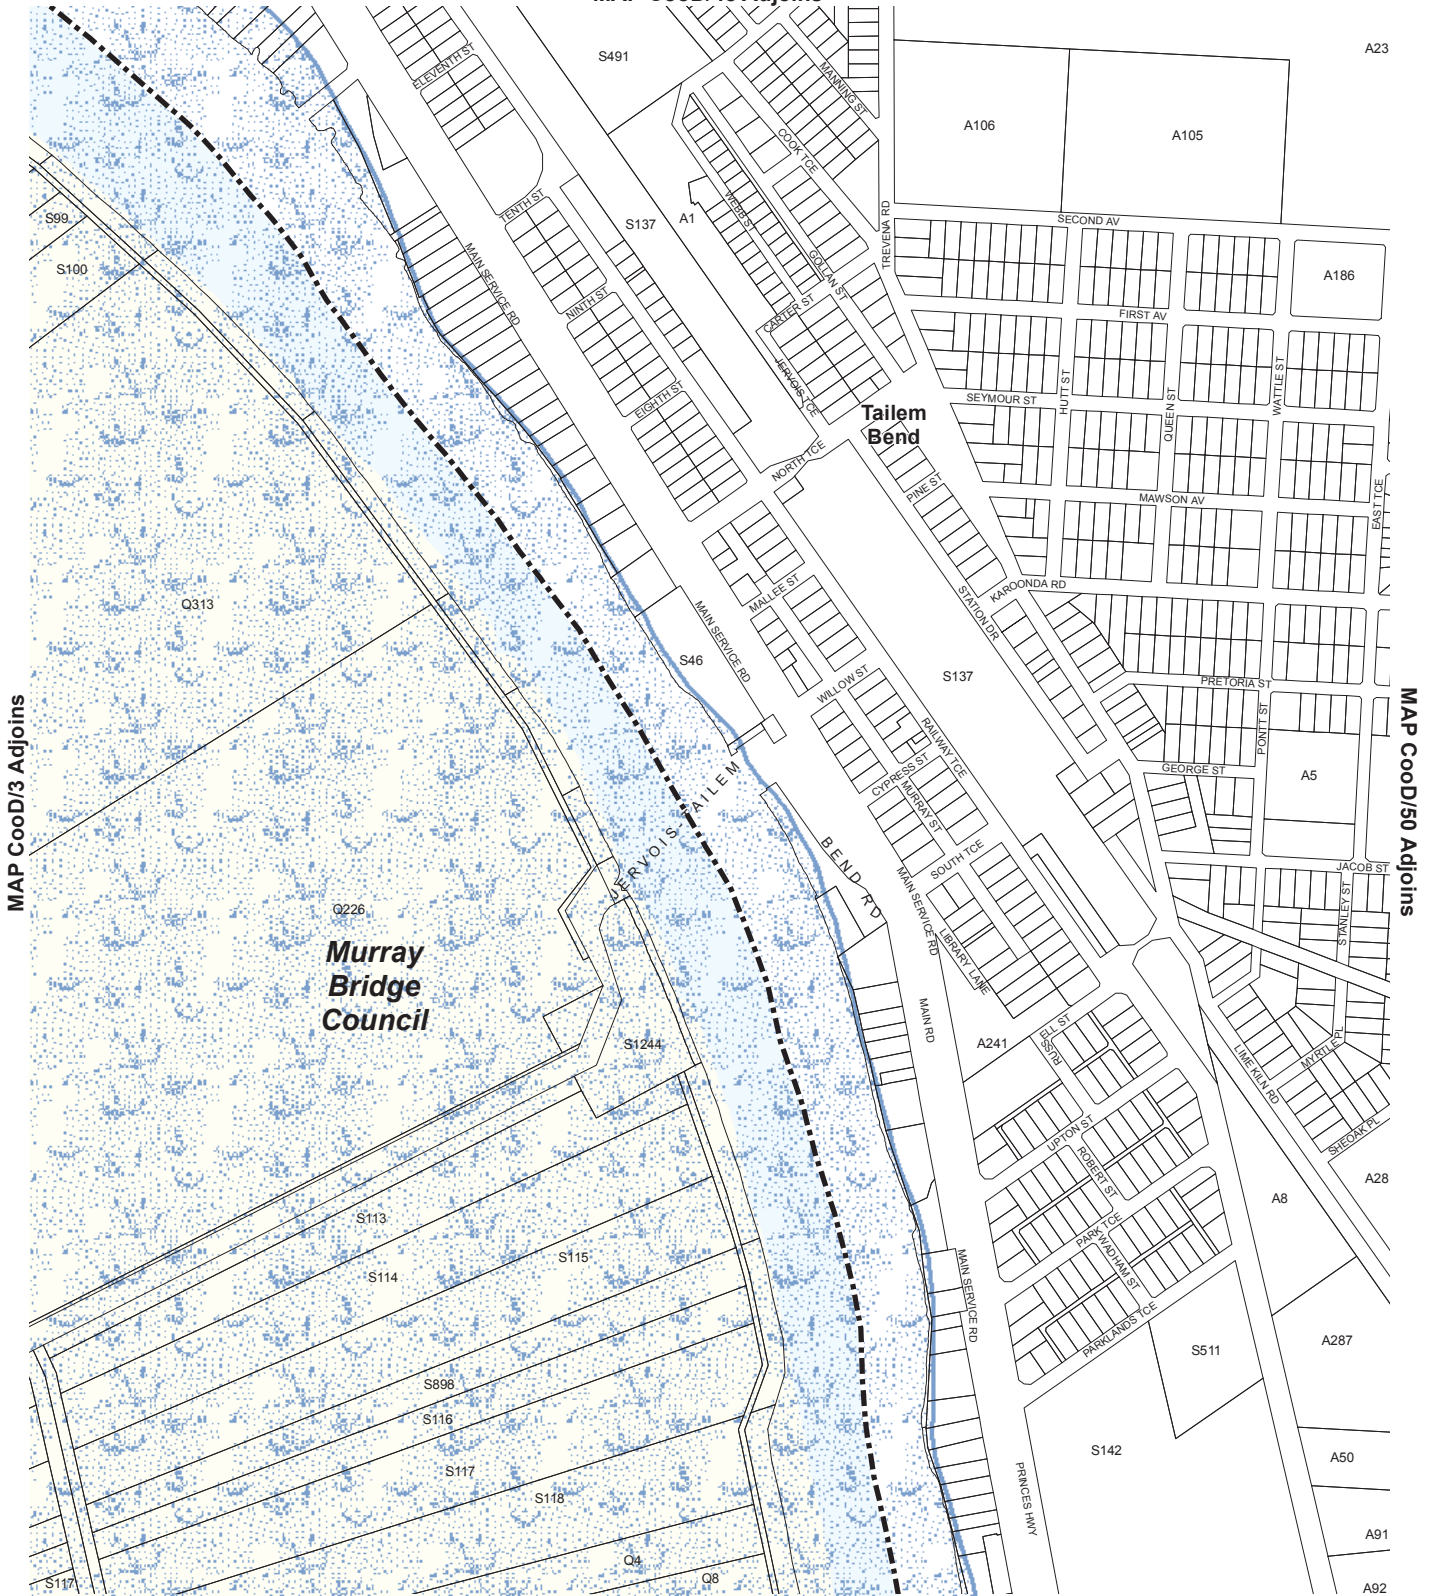 S491
A23
ELEVENTH ST
MANNING ST
A106
A105
COOK TCE
S99
TENTH ST
S137
A1
WEBB ST
TREVENA RD
SECOND AV
S100
MAIN SERVICE RD
GOLLAN ST
A186
NINTH ST
CARTER ST
FIRST AV
JERVOIS TCE
EIGHTH ST
HUTT ST
QUEEN ST
WATTLE ST
SEYMOUR ST
Tailem
Bend
NORTH TCE
PINE ST
MAWSON AV
EAST TCE
MALLEE ST
KAROONDA RD
Q313
STATION DR
MAIN SERVICE RD
S46
S137
WILLOW ST
PRETORIA ST
PONTT ST
MAP CooD/3 Adjoins
MAP CooD/50 Adjoins
RAILWAY TCE
CYPRESS ST
GEORGE ST
A5
MURRAY ST
BEND RD
SOUTH TCE
JACOB ST
MAIN SERVICE RD
STANLEY ST
Q226
LIBRARY LANE
Murray
Bridge
Council
MAIN RD
S1244
A241
RUSSELL ST
LIME KILN RD
MYRTLE PL
UPTON ST
SHEOAK PL
ROBERT ST
A28
A8
S113
PARK TCE
S115
WADHAM ST
S114
MAIN SERVICE RD
PARKLANDS TCE
S511
A287
S898
S116
S142
A50
S117
PRINCES HWY
S118
A91
Q4
S117
Q8
A92